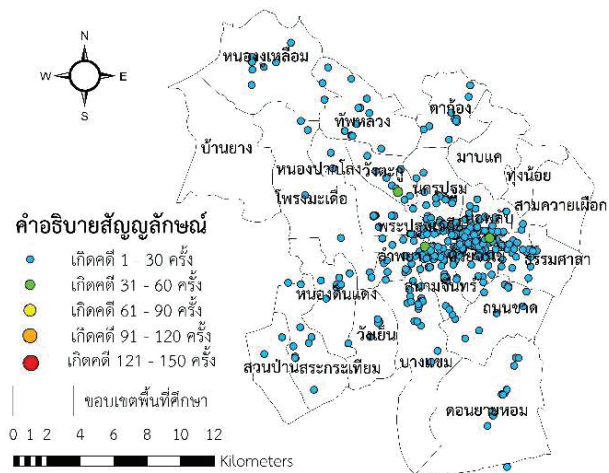 N
W E
S
หนองงูเหลือม
ตาก้อง
ทัพหลวง
บ้านยาง
มาบแค
หนองปากโลง
วังตะกู
ทุ่งน้อย
โพรงมะเดื่อ
นครปฐม
สามควายเผือก
คำอธิบายสัญญลักษณ์
บ่อพลับ
เกิดคดี 1 - 30 ครั้ง
ธรรมศาลา
เกิดคดี 31 - 60 ครั้ง
สนามจันทร์
หนองดินแดง
เกิดคดี 61 - 90 ครั้ง
ถนนขาด
เกิดคดี 91 - 120 ครั้ง
วังเย็น
เกิดคดี 121 - 150 ครั้ง
สวนป่าน
สระกระเทียม
บางแขม
ขอบเขตพื้นที่ศึกษา
ดอนยายหอม
0 1 2 4 6 8 10 12
Kilometers